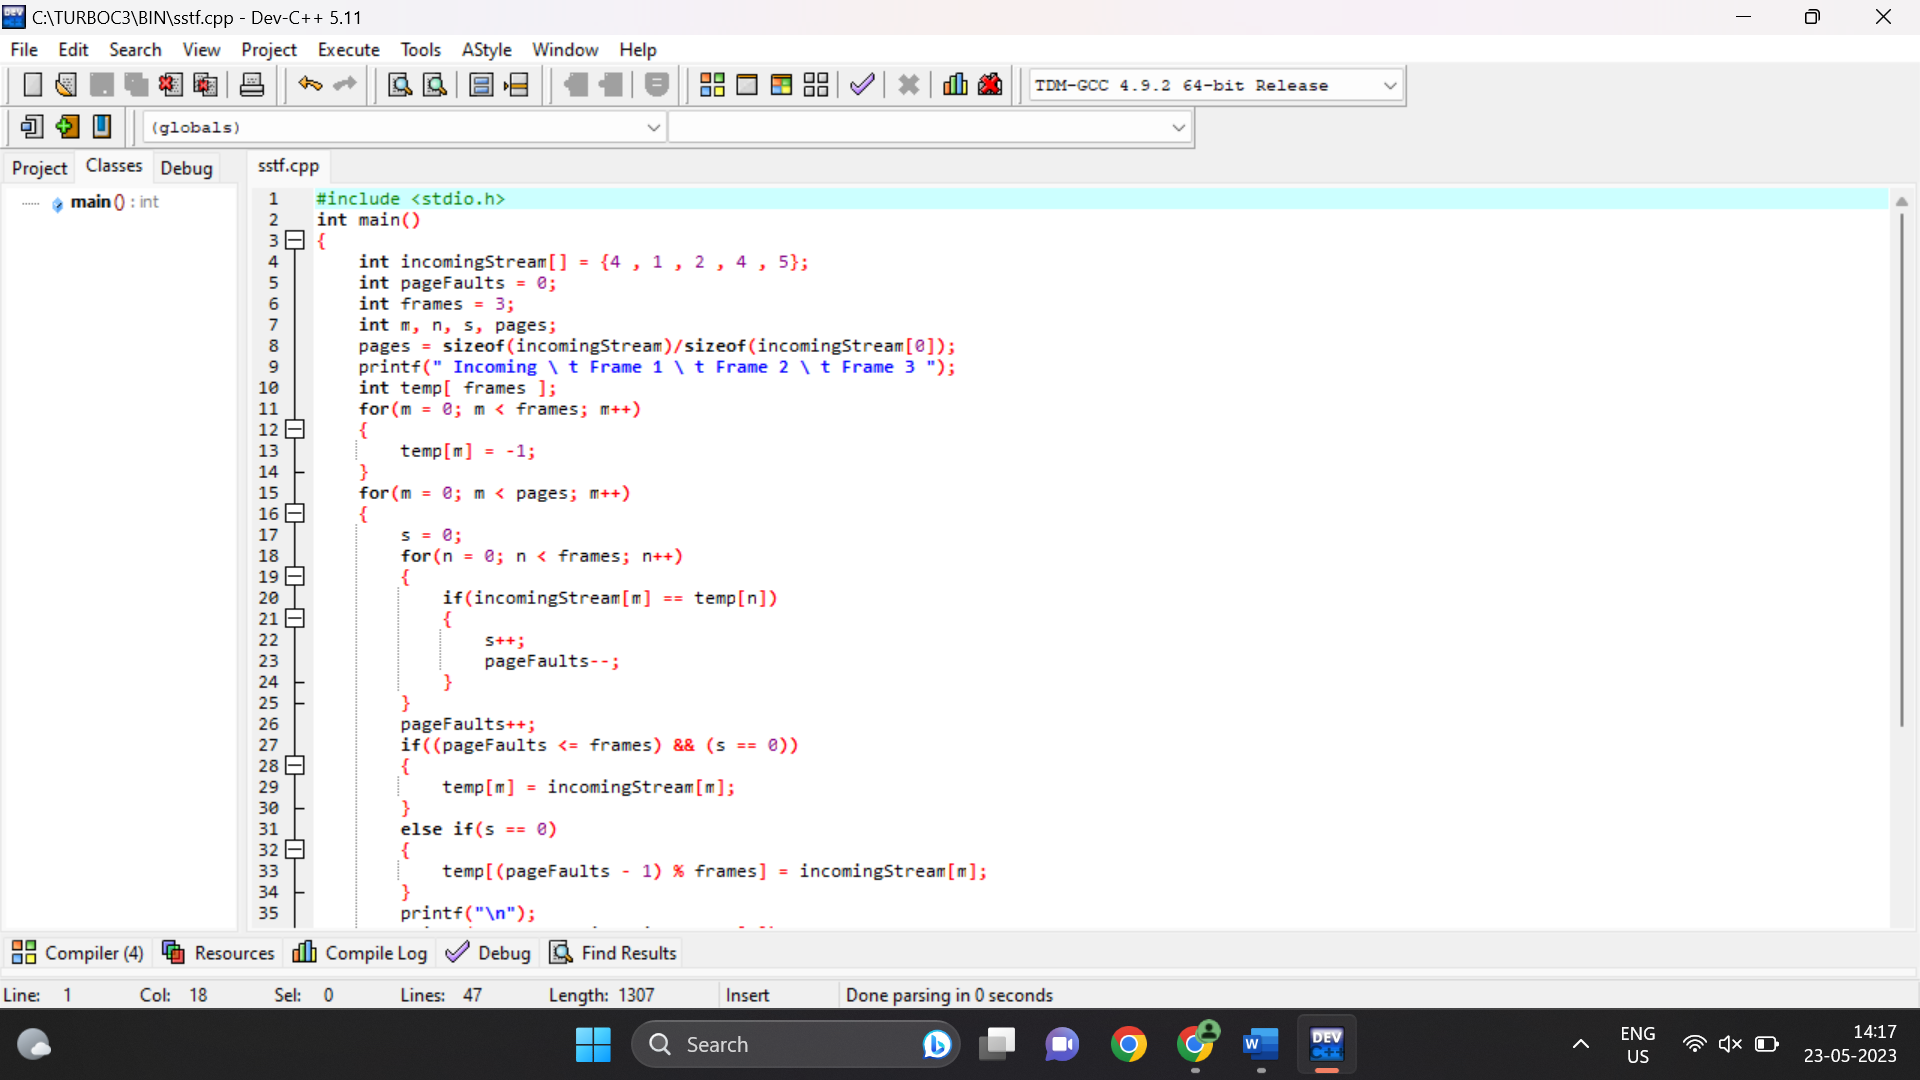 C:\TURBOC3\BIN\sstf.cpp - Dev-C++ 5.11
File Edit Search View Project Execute Tools AStyle Window Help
TDM-GCC 4.9.2 64-bit Release
(globals)
Project Classes Debug
sstf.cpp
main () : int
1 #include <stdio.h>
2 int main()
3 {
4 int incomingStream[] = {4 , 1 , 2 , 4 , 5};
5 int pageFaults = 0;
6 int frames = 3;
7 int m, n, s, pages;
8 pages = sizeof(incomingStream)/sizeof(incomingStream[0]);
9 printf(" Incoming \ t Frame 1 \ t Frame 2 \ t Frame 3 ");
10 int temp[ frames ];
11 for(m = 0; m < frames; m++)
12 {
13 temp[m] = -1;
14 }
15 for(m = 0; m < pages; m++)
16 {
17 s = 0;
18 for(n = 0; n < frames; n++)
19 {
20 if(incomingStream[m] == temp[n])
21 {
22 s++;
23 pageFaults--;
24 }
25 }
26 pageFaults++;
27 if((pageFaults <= frames) && (s == 0))
28 {
29 temp[m] = incomingStream[m];
30 }
31 else if(s == 0)
32 {
33 temp[(pageFaults - 1) % frames] = incomingStream[m];
34 }
35 printf("\n");
Compiler (4) Resources Compile Log Debug Find Results
Line: 1 Col: 18 Sel: 0 Lines: 47 Length: 1307 Insert Done parsing in 0 seconds
Search
W
DEV
C++
ENG
US
14:17
23-05-2023